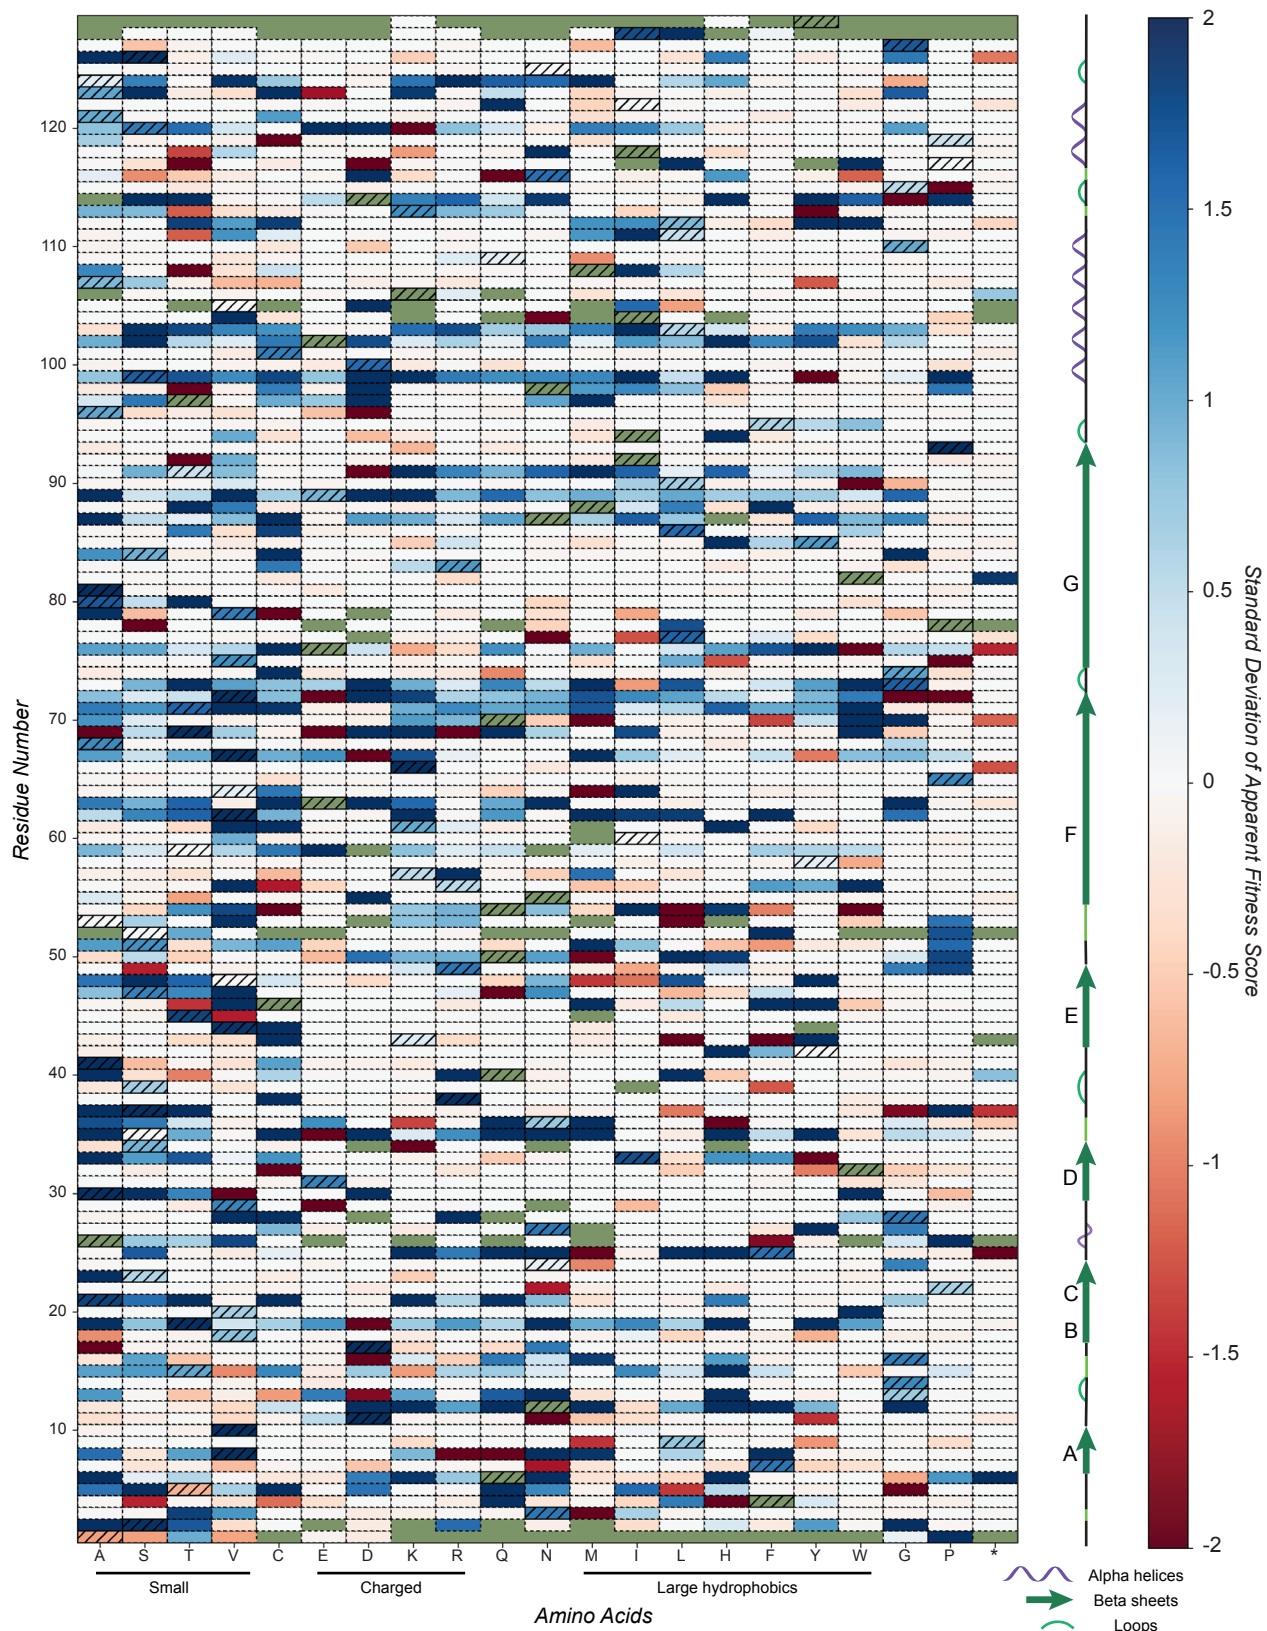 Residue Number
120
110
100
90
80
70
60
50
40
30
20
10
A S T V C E D K R Q N M I L H F Y W G P *
Small
Charged
Large hydrophobics
Amino Acids
G
F
E
D
C
B
A
2
1.5
1
0.5
0
-0.5
-1
-1.5
-2
Standard Deviation of Apparent Fitness Score
Alpha helices
Beta sheets
Loops